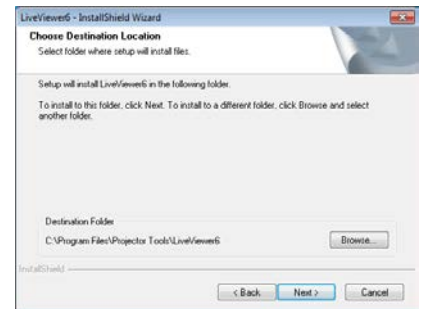 LiveViewer6 - InstallShield Wizard
Choose Destination Location
Select folder where setup will install files.
Setup will install LiveViewer6 in the following folder.
To install to this folder, click Next. To install to a different folder, click Browse and select
another folder.
Destination Folder
C:\Program Files\Projector Tools\LiveViewer6
Browse...
InstallShield
< Back
Next >
Cancel